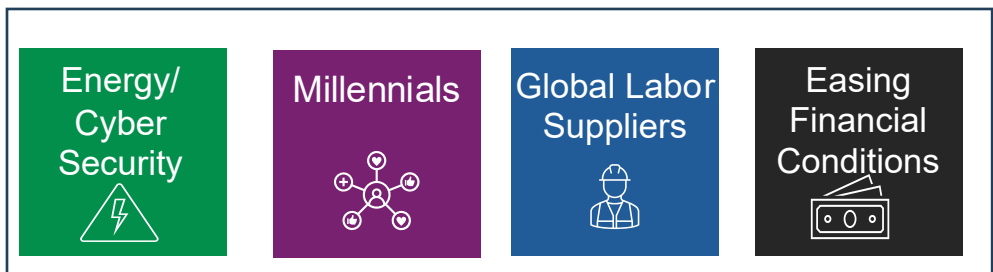 Energy/
Cyber
Security
Millennials
Global Labor
Suppliers
Easing
Financial
Conditions